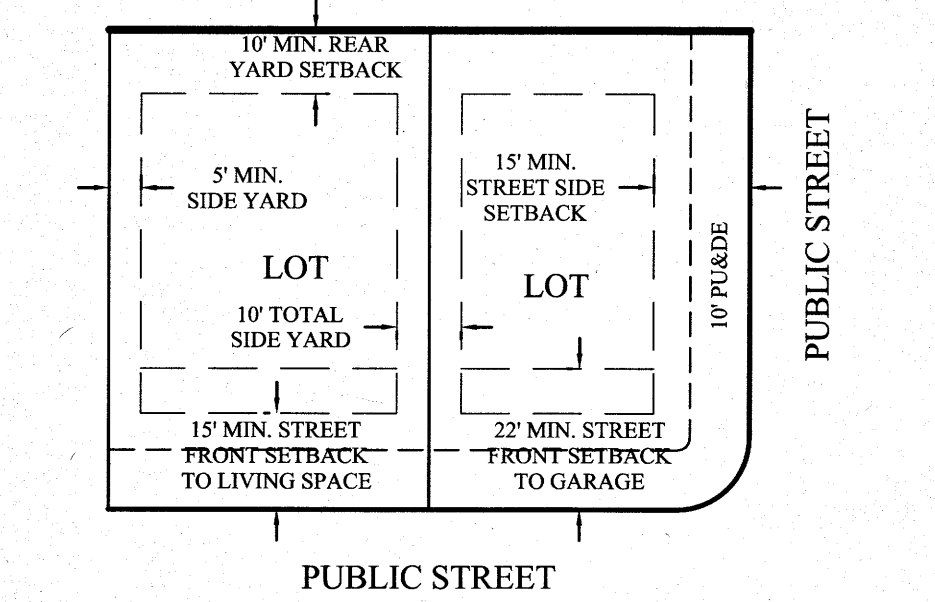 10' MIN. REAR
YARD SETBACK
5' MIN.
SIDE YARD
LOT
10' TOTAL
SIDE YARD
15' MIN. STREET
FRONT SETBACK
TO LIVING SPACE
15' MIN.
STREET SIDE
SETBACK
LOT
22' MIN. STREET
FRONT SETBACK
TO GARAGE
10' PU&DE
PUBLIC STREET
PUBLIC STREET